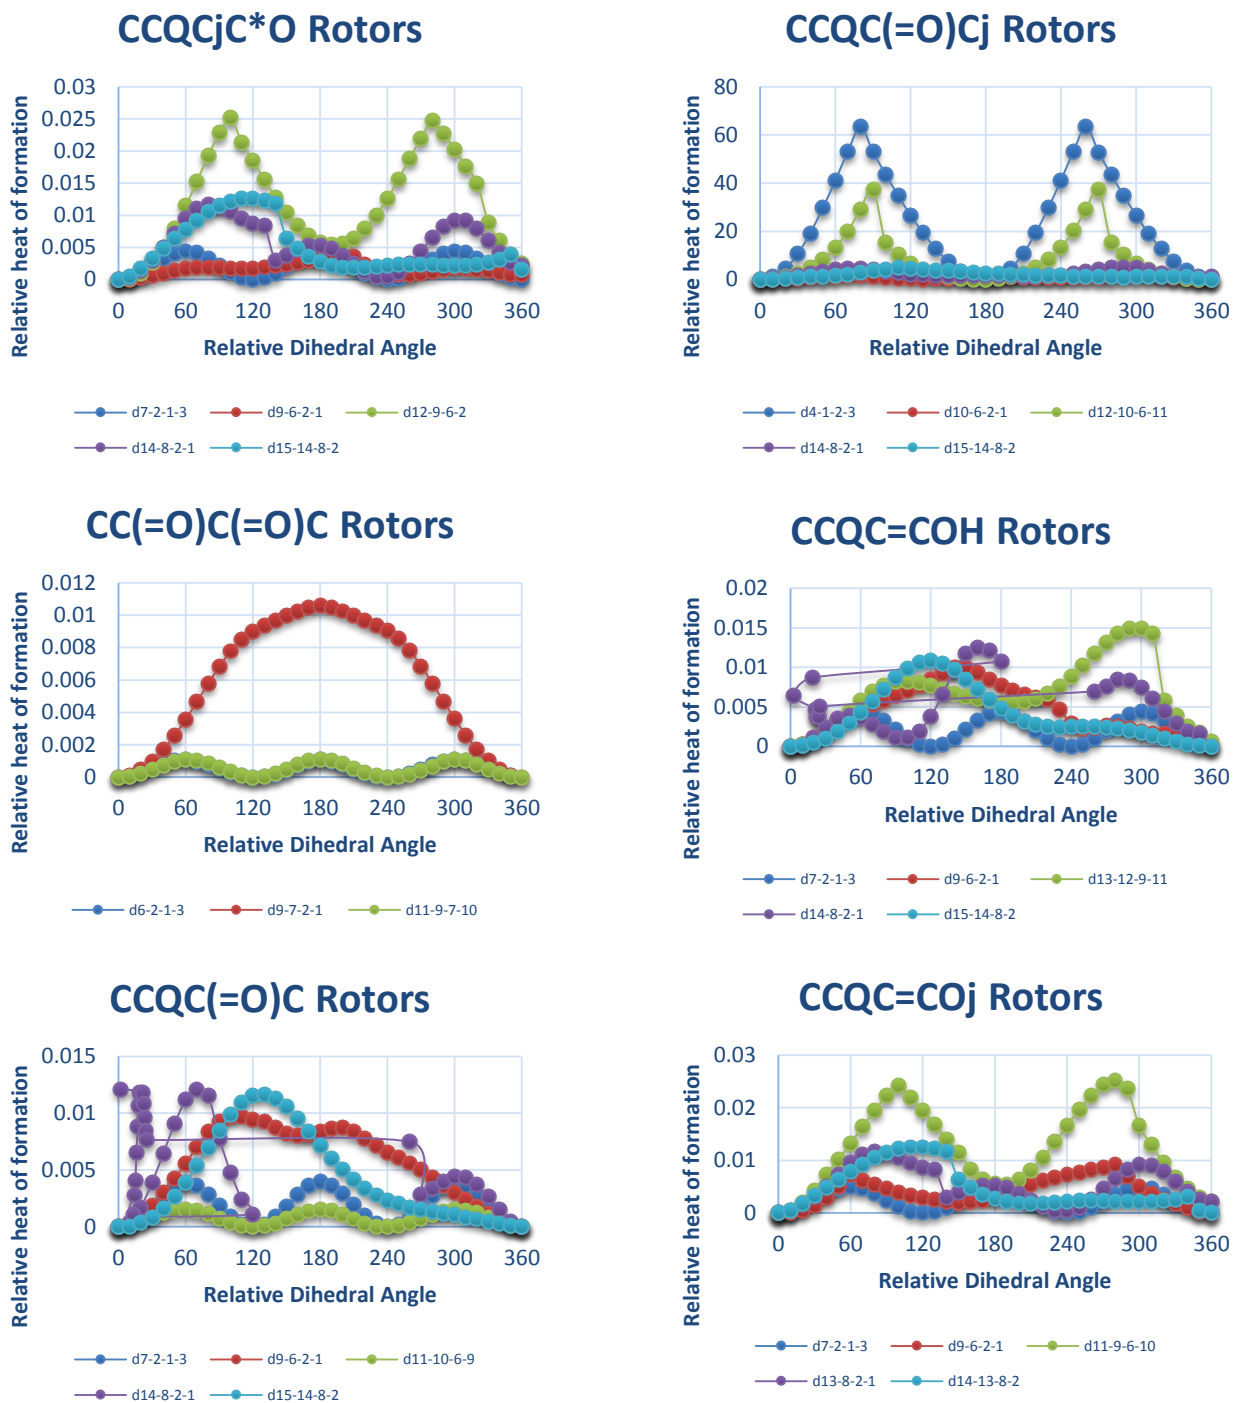 CCQCjC*O Rotors
Relative heat of formation
0.03
0.025
0.02
0.015
0.01
0.005
0
0 60 120 180 240 300 360
Relative Dihedral Angle
d7-2-1-3 d9-6-2-1 d12-9-6-2
d14-8-2-1 d15-14-8-2
CCQC(=O)Cj Rotors
Relative heat of formation
80
60
40
20
0
0 60 120 180 240 300 360
Relative Dihedral Angle
d4-1-2-3 d10-6-2-1 d12-10-6-11
d14-8-2-1 d15-14-8-2
CC(=O)C(=O)C Rotors
Relative heat of formation
0.012
0.01
0.008
0.006
0.004
0.002
0
0 60 120 180 240 300 360
Relative Dihedral Angle
d6-2-1-3 d9-7-2-1 d11-9-7-10
CCQC=COH Rotors
Relative heat of formation
0.02
0.015
0.01
0.005
0
0 60 120 180 240 300 360
Relative Dihedral Angle
d7-2-1-3 d9-6-2-1 d13-12-9-11
d14-8-2-1 d15-14-8-2
CCQC(=O)C Rotors
Relative heat of formation
0.015
0.01
0.005
0
0 60 120 180 240 300 360
Relative Dihedral Angle
d7-2-1-3 d9-6-2-1 d11-10-6-9
d14-8-2-1 d15-14-8-2
CCQC=COj Rotors
Relative heat of formation
0.03
0.02
0.01
0
0 60 120 180 240 300 360
Relative Dihedral Angle
d7-2-1-3 d9-6-2-1 d11-9-6-10
d13-8-2-1 d14-13-8-2